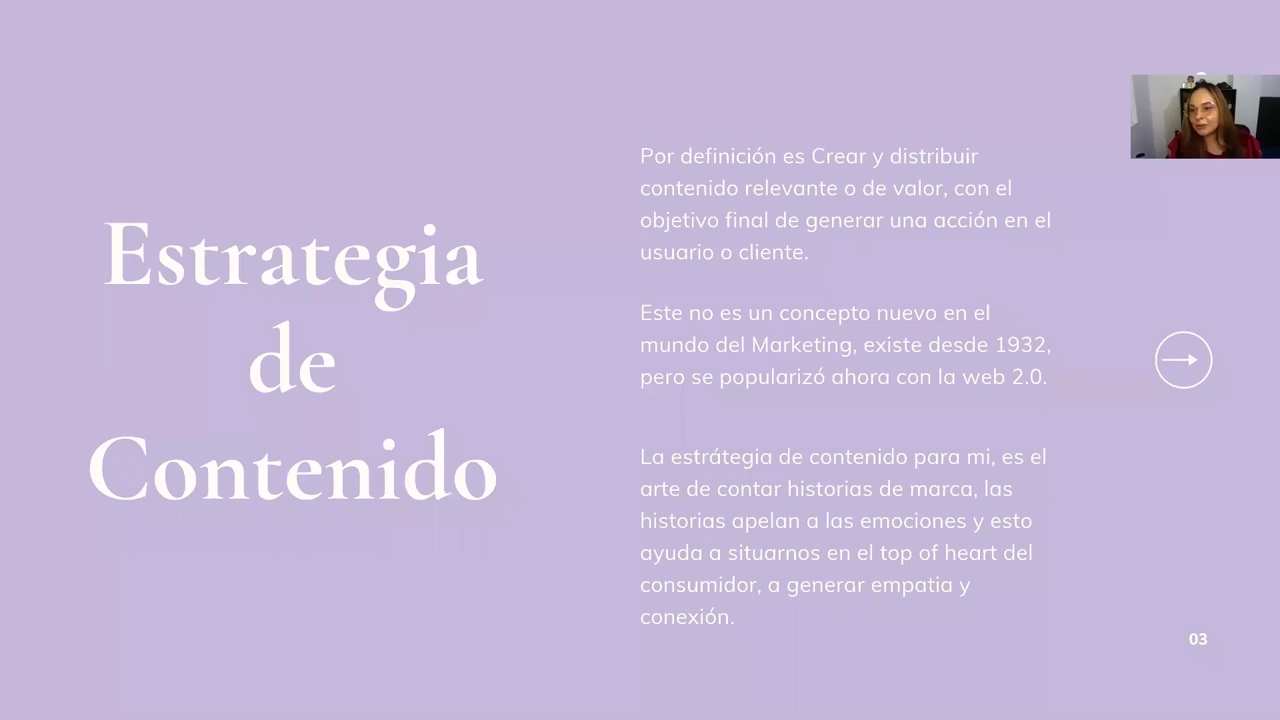 Estrategia
de
Contenido
Por definición es Crear y distribuir
contenido relevante o de valor, con el
objetivo final de generar una acción en el
usuario o cliente.
Este no es un concepto nuevo en el
mundo del Marketing, existe desde 1932,
pero se popularizó ahora con la web 2.0.
La estrátegia de contenido para mi, es el
arte de contar historias de marca, las
historias apelan a las emociones y esto
ayuda a situarnos en el top of heart del
consumidor, a generar empatia y
conexión.
03